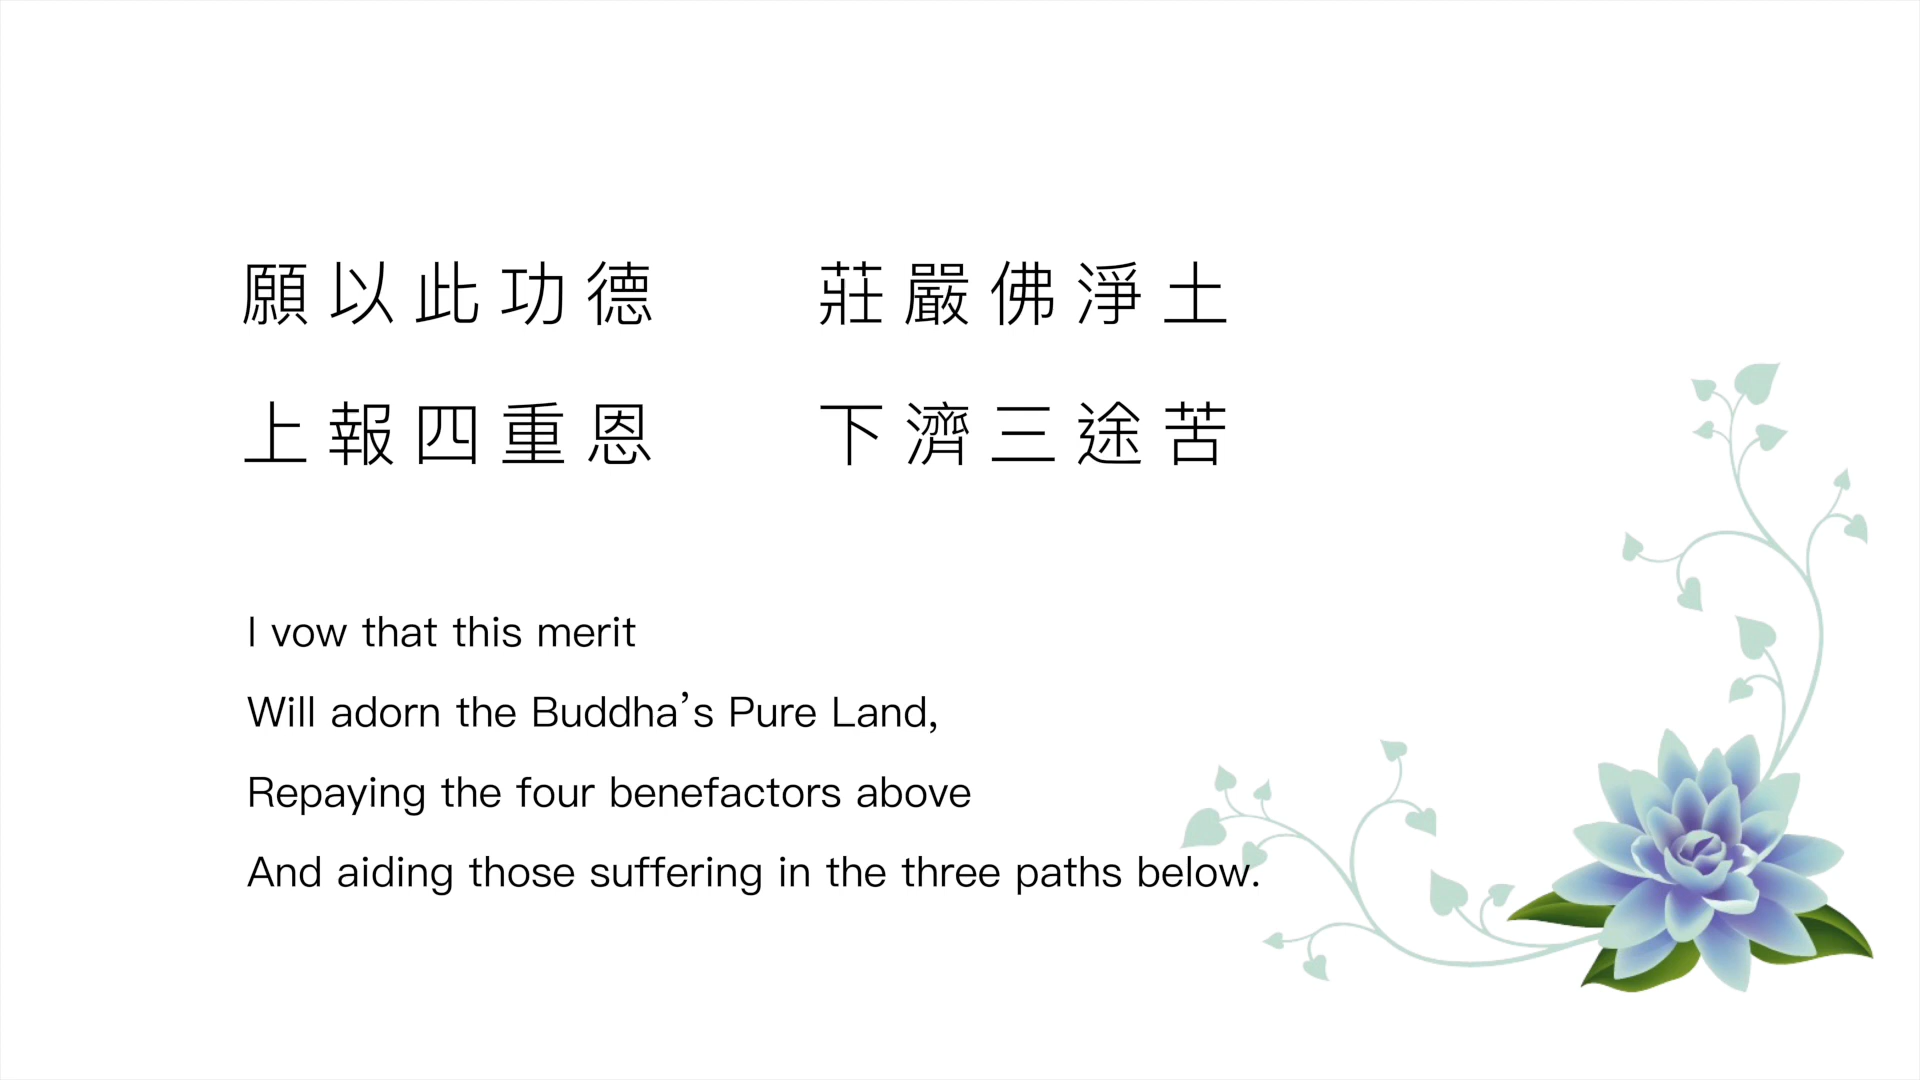 願以此功德 莊嚴佛淨土
上報四重恩 下濟三途苦
I vow that this merit
Will adorn the Buddha’s Pure Land,
Repaying the four benefactors above
And aiding those suffering in the three paths below.